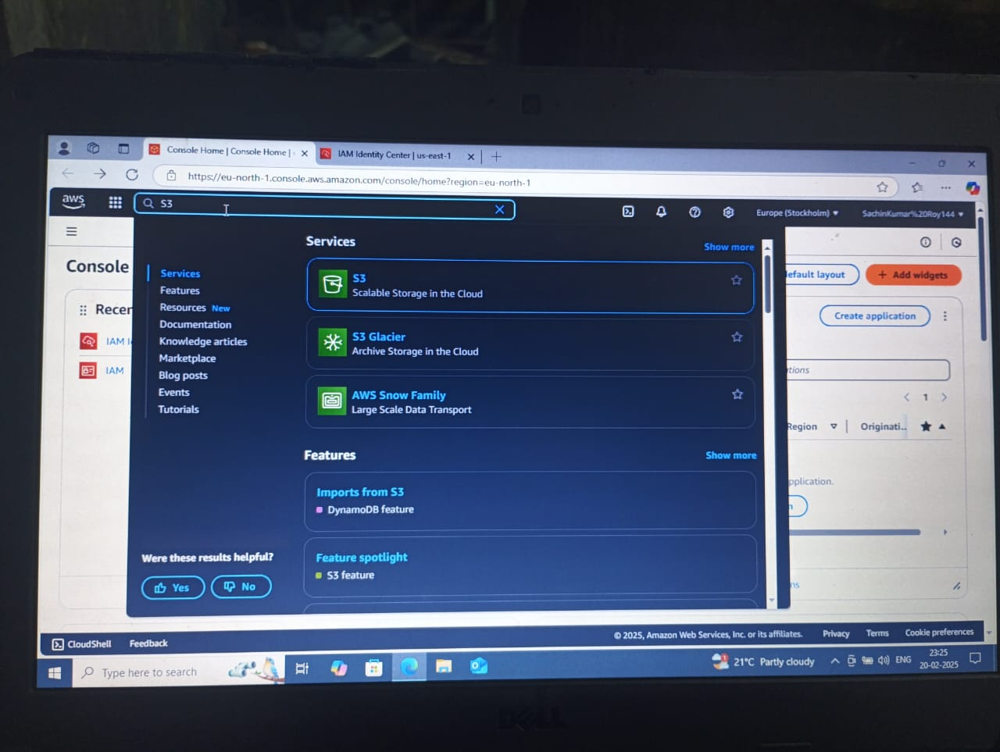 Console Home | Console Home |
IAM Identity Center | us-east-1
https://eu-north-1.console.aws.amazon.com/console/home?region=eu-north-1
aws
S3
Europe (Stockholm)
SachinKumar%20Roy144
Console
Services
Features
Resources New
Documentation
Knowledge articles
Marketplace
Blog posts
Events
Tutorials
Were these results helpful?
Yes
No
Services
Show more
S3
Scalable Storage in the Cloud
S3 Glacier
Archive Storage in the Cloud
AWS Snow Family
Large Scale Data Transport
Features
Show more
Imports from S3
DynamoDB feature
Feature spotlight
S3 feature
Recer
IAM I
IAM
efault layout
+ Add widgets
Create application
tions
1
Region
Originati..
pplication.
n
ns
CloudShell
Feedback
© 2025, Amazon Web Services, Inc. or its affiliates.
Privacy
Terms
Cookie preferences
Type here to search
21°C Partly cloudy
ENG
23:25
20-02-2025
DELL